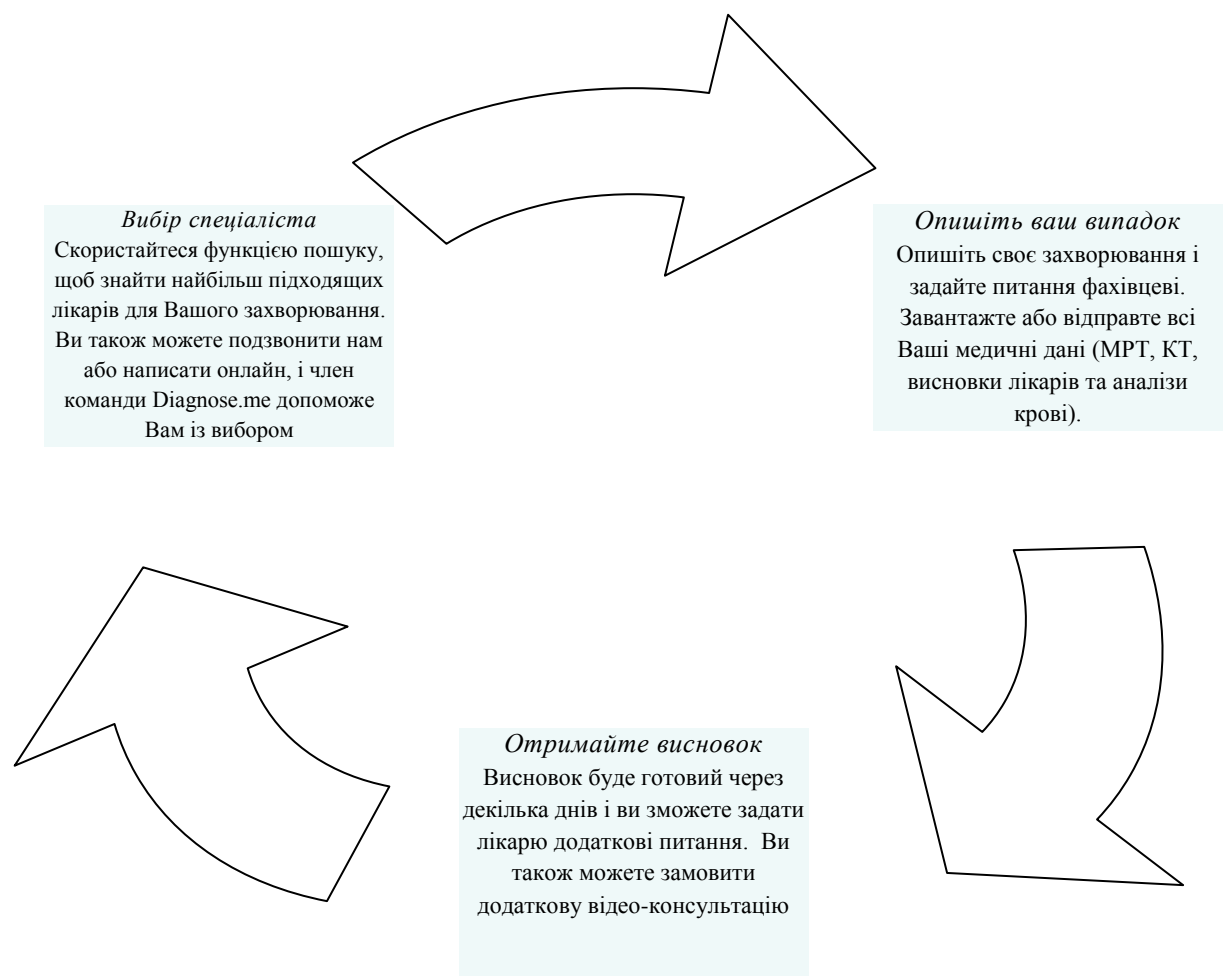 Вибір спеціаліста
Скористайтеся функцією пошуку,
щоб знайти найбільш підходящих
лікарів для Вашого захворювання.
Ви також можете подзвонити нам
або написати онлайн, і член
команди Diagnose.me допоможе
Вам із вибором
Опишіть ваш випадок
Опишіть своє захворювання і
задайте питання фахівцеві.
Завантажте або відправте всі
Ваші медичні дані (МРТ, КТ,
висновки лікарів та аналізи
крові).
Отримайте висновок
Висновок буде готовий через
декілька днів і ви зможете задати
лікарю додаткові питання.  Ви
також можете замовити
додаткову відео-консультацію